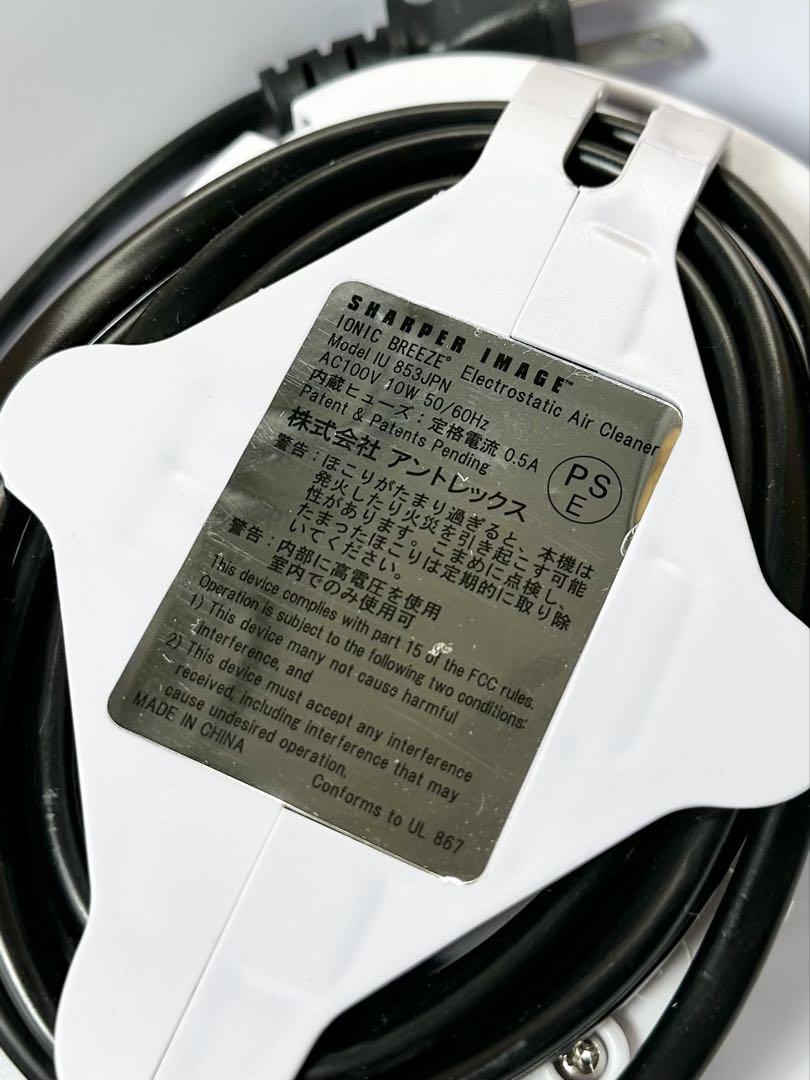 SHARPER IMAGE™
IONIC BREEZE® Electrostatic Air Cleaner
Model IU 853JPN
AC100V 10W 50/60Hz
内蔵ヒューズ：定格電流 0.5A
Patent & Patents Pending
株式会社 アントレックス
PS
E
警告：ほこりがたまり過ぎると、本機は
発火したり火災を引き起こす可能
性があります。こまめに点検し、
たまったほこりは定期的に取り除
いてください。
警告：内部に高電圧を使用
室内でのみ使用可
This device complies with part 15 of the FCC rules.
Operation is subject to the following two conditions:
1) This device many not cause harmful
interference, and
2) This device must accept any interference
received, including interference that may
cause undesired operation.
MADE IN CHINA
Conforms to UL 867